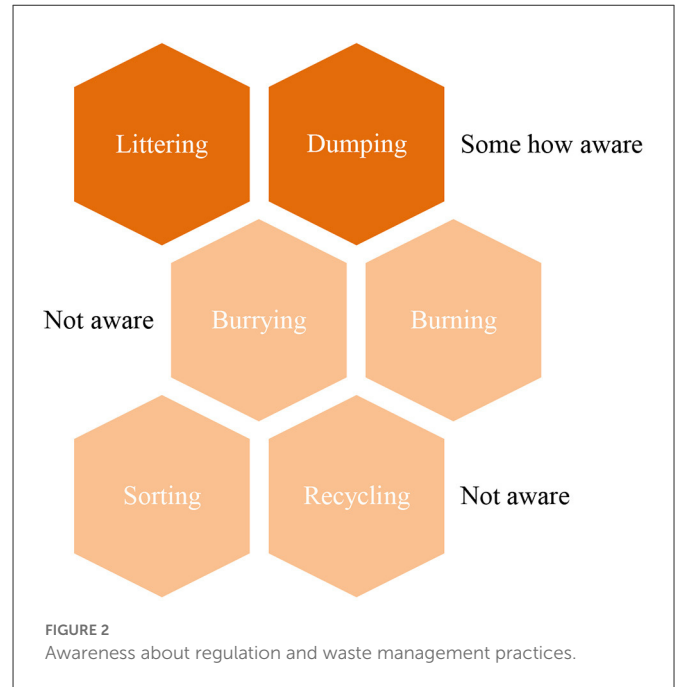 Littering
Dumping
Some how aware
Not aware
Burrying
Burning
Sorting
Recycling
Not aware
FIGURE 2
Awareness about regulation and waste management practices.